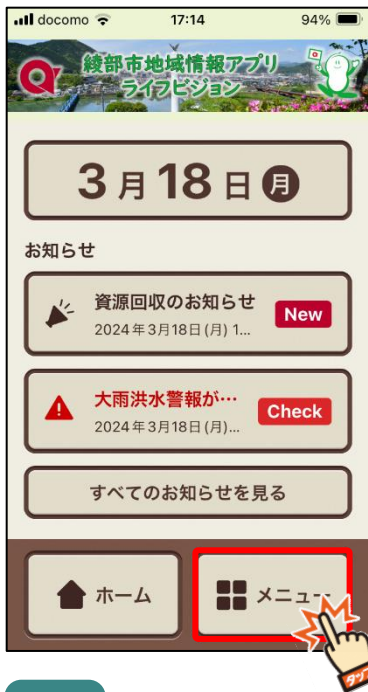 docomo 17:14 94%
綾部市地域情報アプリ
ライフビジョン
3月18日 月
お知らせ
資源回収のお知らせ
New
2024年3月18日(月) 1...
大雨洪水警報が…
Check
2024年3月18日(月)...
すべてのお知らせを見る
ホーム
メニュー
タップ